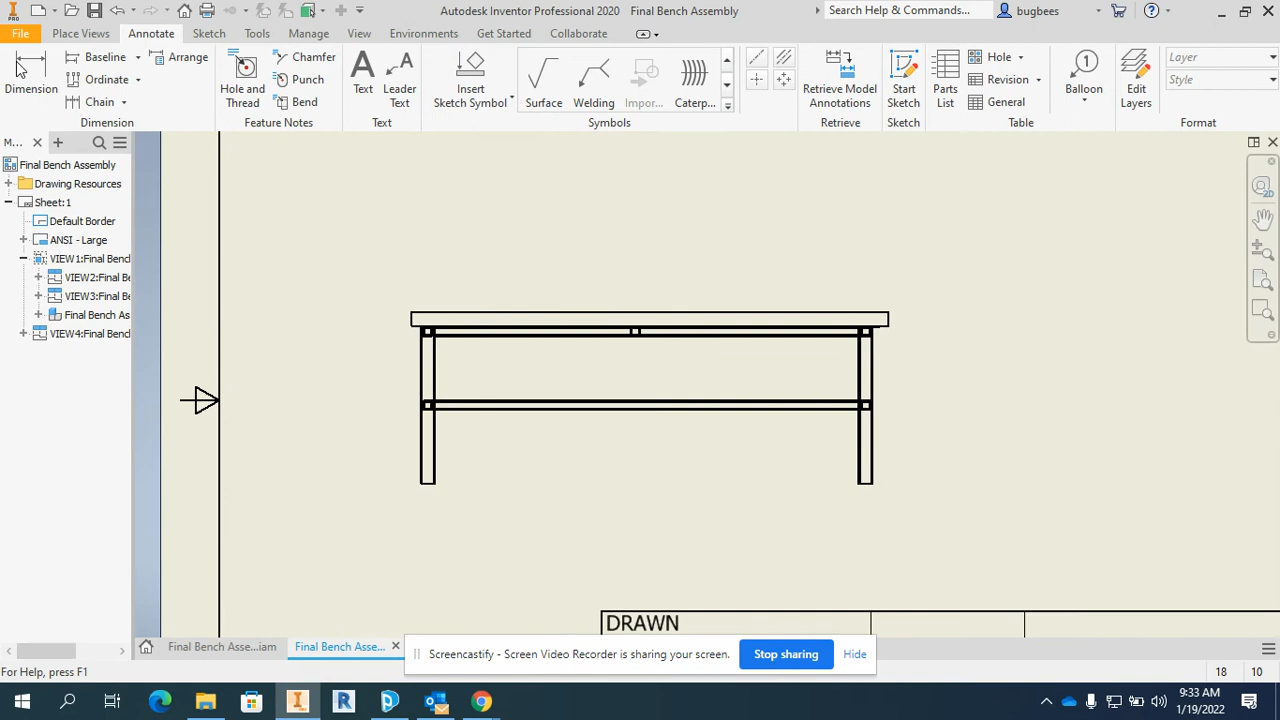 PRO
Autodesk Inventor Professional 2020 Final Bench Assembly
Search Help & Commands...
bugbees
File Place Views Annotate Sketch Tools Manage View Environments Get Started Collaborate
Dimension
Baseline
Ordinate
Chain
Arrange
Dimension
Hole and Thread
Chamfer
Punch
Bend
Feature Notes
Text
Leader Text
Text
Insert Sketch Symbol
Surface
Welding
Impor...
Caterp...
Symbols
Retrieve Model Annotations
Retrieve
Start Sketch
Sketch
Parts List
Hole
Revision
General
Table
1
Balloon
Edit Layers
Layer
Style
Format
M...
Final Bench Assembly
Drawing Resources
Sheet:1
Default Border
ANSI - Large
VIEW1:Final Benc
VIEW2:Final B
VIEW3:Final B
Final Bench As
VIEW4:Final Bench
2D
DRAWN
Final Bench Asse...iam
Final Bench Asse...
Screencastify - Screen Video Recorder is sharing your screen.
Stop sharing
Hide
For Help, press F1
18
10
9:33 AM
1/19/2022